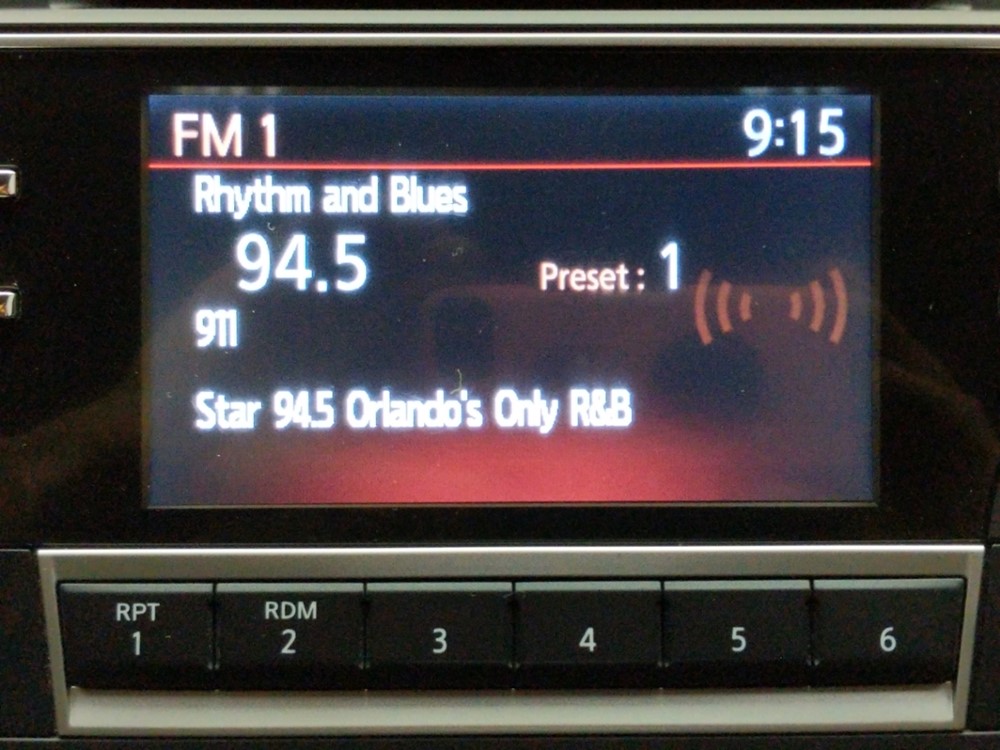 FM 1 9:15
Rhythm and Blues
94.5 Preset : 1
911
Star 94.5 Orlando's Only R&B
RPT RDM
1 2 3 4 5 6